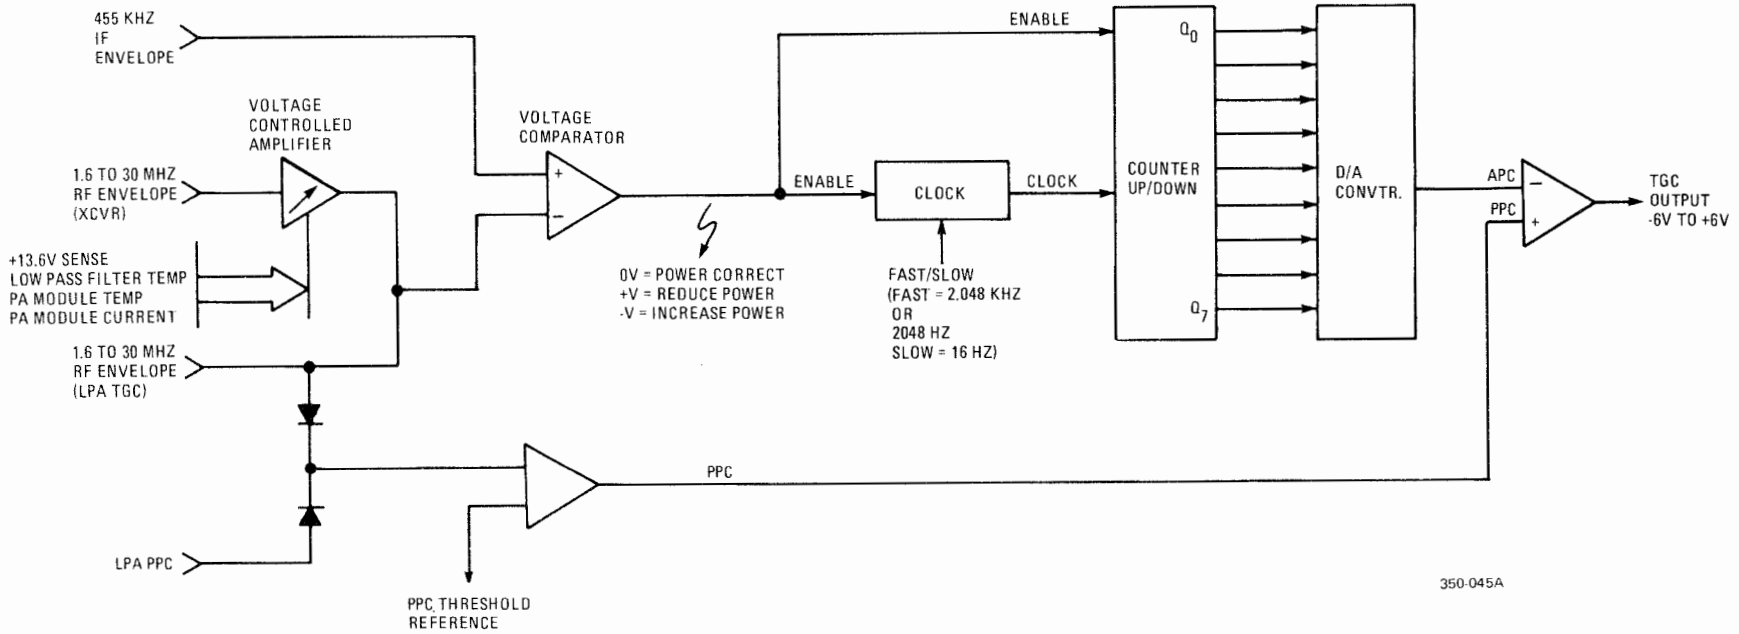 455 KHZ
IF
ENVELOPE
VOLTAGE
CONTROLLED
AMPLIFIER
1.6 TO 30 MHZ
RF ENVELOPE
(XCVR)
+13.6V SENSE
LOW PASS FILTER TEMP
PA MODULE TEMP
PA MODULE CURRENT
1.6 TO 30 MHZ
RF ENVELOPE
(LPA TGC)
LPA PPC
VOLTAGE
COMPARATOR
+
−
0V = POWER CORRECT
+V = REDUCE POWER
-V = INCREASE POWER
ENABLE
ENABLE
CLOCK
CLOCK
FAST/SLOW
(FAST = 2.048 KHZ
OR
2048 HZ
SLOW = 16 HZ)
Q0
COUNTER
UP/DOWN
Q7
D/A
CONVTR.
APC
PPC
−
+
TGC
OUTPUT
-6V TO +6V
PPC
PPC THRESHOLD
REFERENCE
350-045A